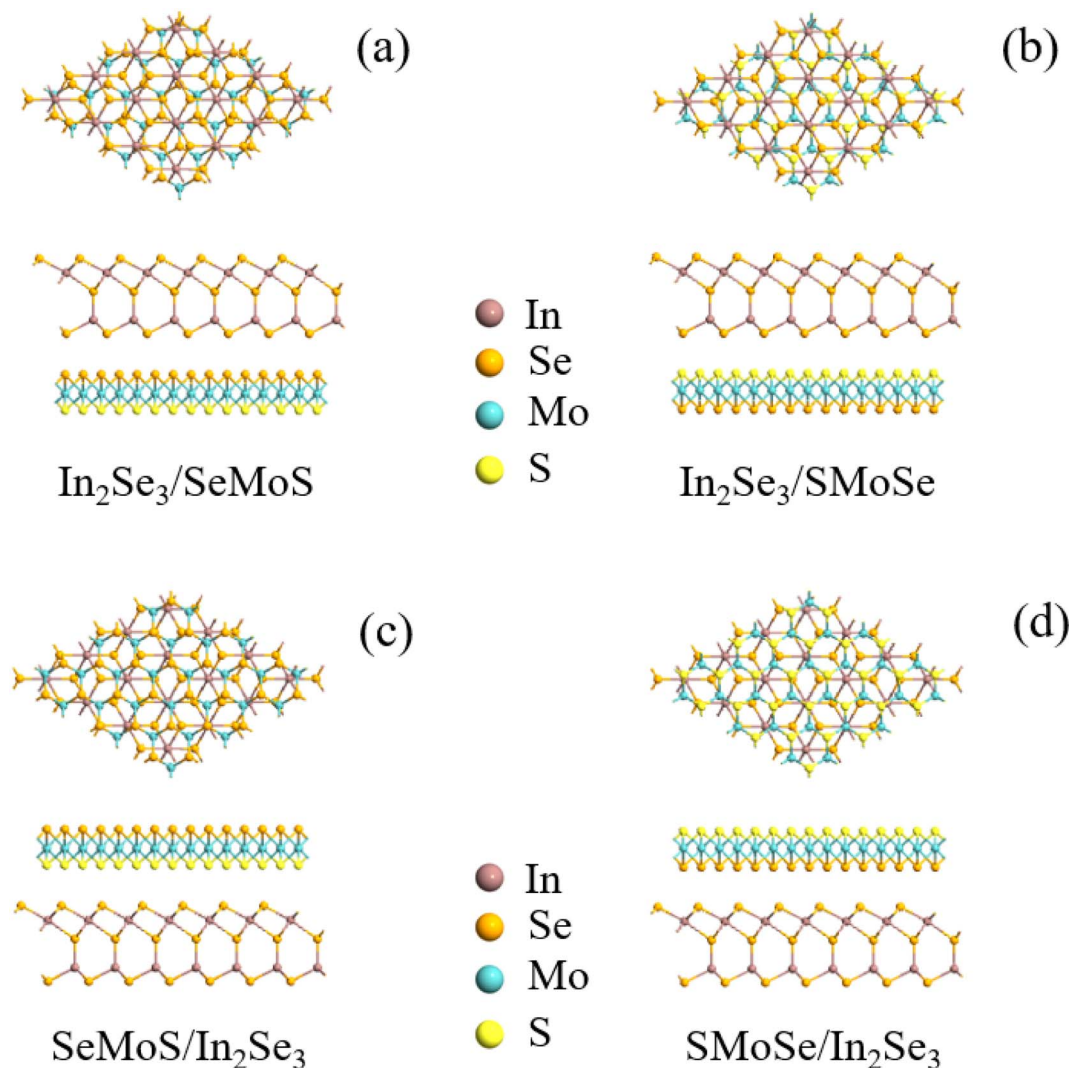 (a)
(b)
In
Se
Mo
S
In₂Se₃/SeMoS
In₂Se₃/SMoSe
(c)
(d)
In
Se
Mo
S
SeMoS/In₂Se₃
SMoSe/In₂Se₃